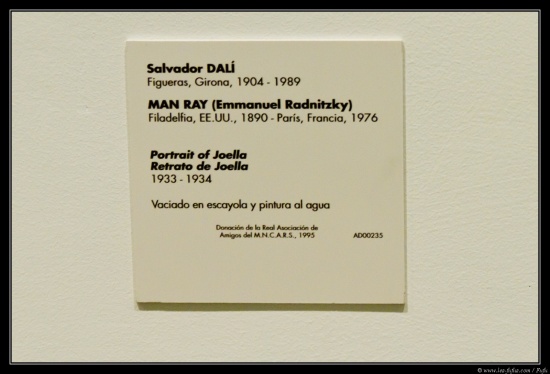 Salvador DALÍ
Figueras, Girona, 1904 - 1989
MAN RAY (Emmanuel Radnitzky)
Filadelfia, EE.UU., 1890 - París, Francia, 1976
Portrait of Joella
Retrato de Joella
1933 - 1934
Vaciado en escayola y pintura al agua
Donación de la Real Asociación de
Amigos del M.N.C.A.R.S., 1995
AD00235